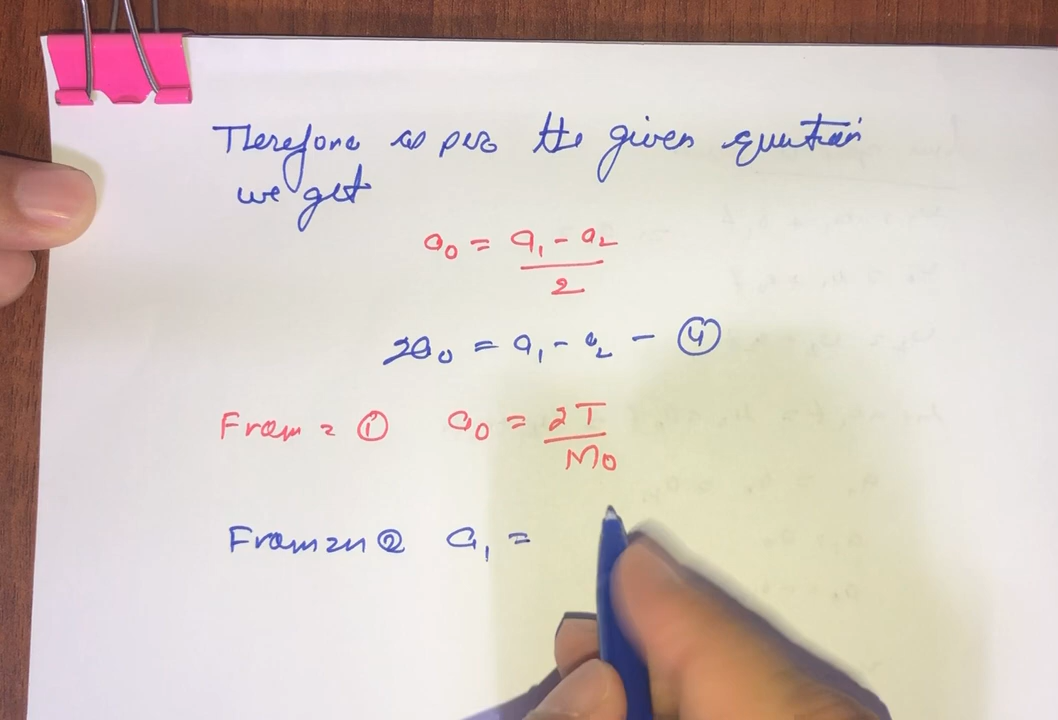 Therefore as per the given equation
we get
a₀ = a₁ - a₂ / 2
2a₀ = a₁ - a₂ - ④
From = ① a₀ = 2T / M₀
From ② a₁ =